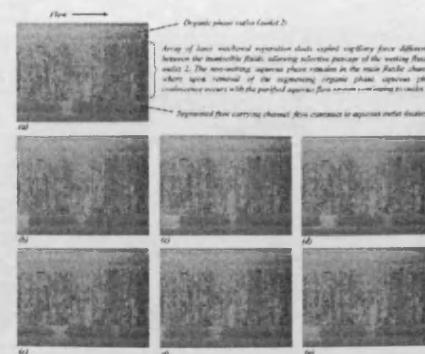 Flow
Organic phase outlet (outlet 2)
Array of laser machined separation ducts exploit capillary force differences
between the immiscible fluids, allowing selective passage of the wetting fluid
outlet 2. The non-wetting, aqueous phase remains in the main fluidic channel
where upon removal of the segmenting organic phase, aqueous phase
coalescence occurs with the purified aqueous flow to outlet
(a)
Segmented flow carrying channel, flow continues to aqueous outlet
(b)
(c)
(d)
(e)